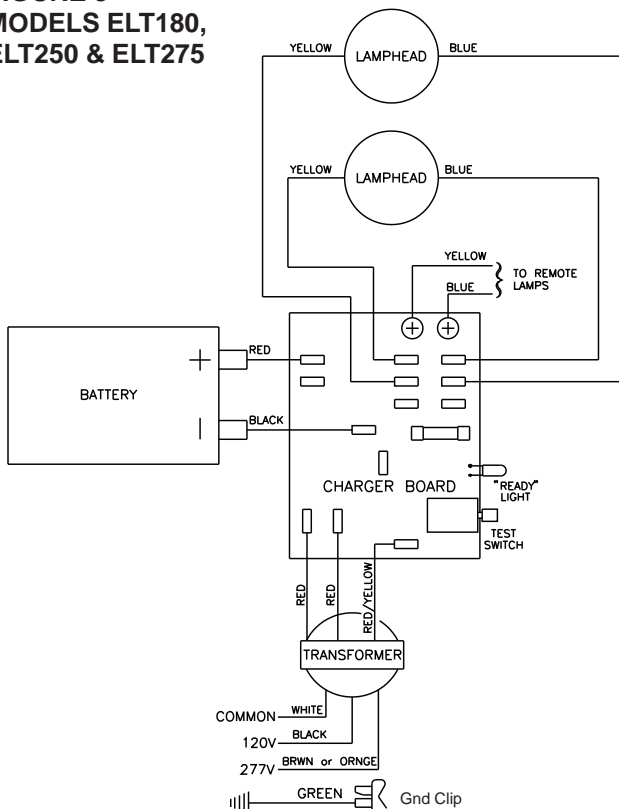 MODELS ELT180,
ELT250 & ELT275
YELLOW
LAMPHEAD
BLUE
YELLOW
LAMPHEAD
BLUE
YELLOW
BLUE
TO REMOTE
LAMPS
+
RED
BATTERY
BLACK
CHARGER BOARD
"READY"
LIGHT
TEST
SWITCH
RED
RED
RED/YELLOW
TRANSFORMER
COMMON WHITE
120V BLACK
277V BRWN or ORNGE
GREEN
Gnd Clip